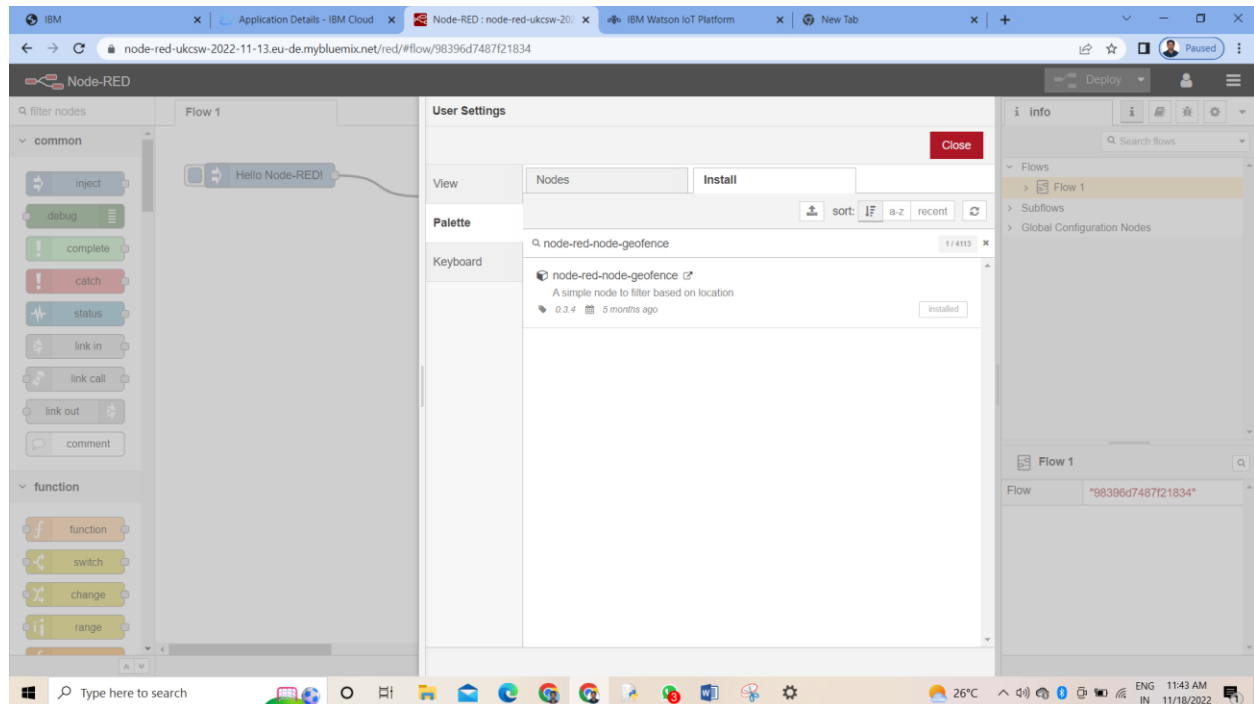 IBM
Application Details - IBM Cloud
Node-RED : node-red-ukcsw-202
IBM Watson IoT Platform
New Tab
node-red-ukcsw-2022-11-13.eu-de.mybluemix.net/red/#flow/98396d7487f21834
Paused
Node-RED
Deploy
filter nodes
Flow 1
User Settings
info
Close
Search flows
common
Hello Node-RED!
View
Nodes
Install
Flows
Flow 1
Subflows
Global Configuration Nodes
inject
debug
complete
catch
status
link in
link call
link out
comment
Palette
sort:
a-z
recent
node-red-node-geofence
1 / 4113
Keyboard
node-red-node-geofence
A simple node to filter based on location
0.3.4
5 months ago
installed
function
function
switch
change
range
Flow 1
Flow
"98396d7487f21834"
Type here to search
3
26°C
ENG
IN
11:43 AM
11/18/2022
1